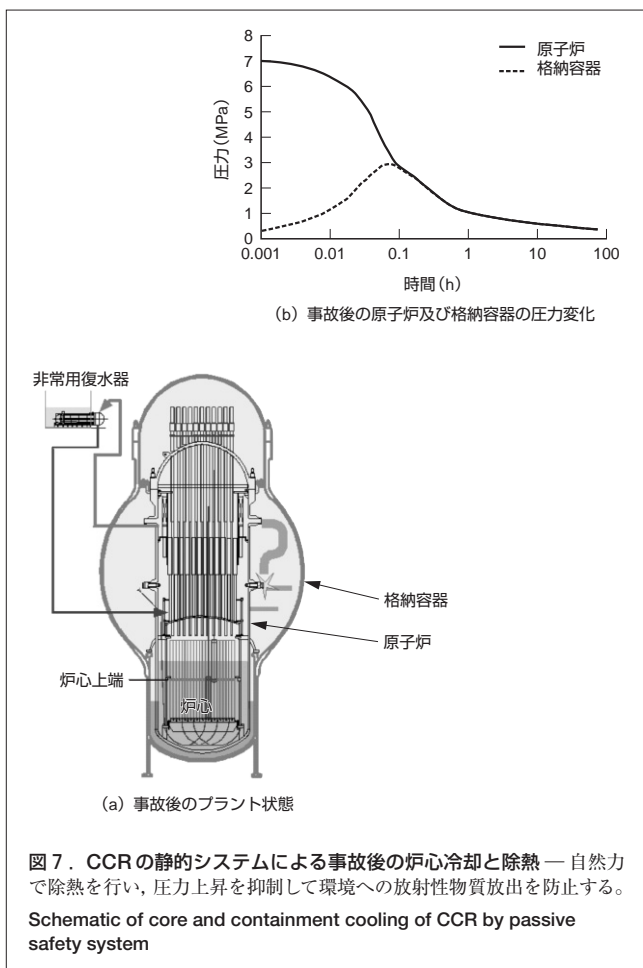 8
7
6
5
4
3
2
1
0
圧力(MPa)
原子炉
格納容器
0.001
0.01
0.1
1
10
100
時間(h)
(b) 事故後の原子炉及び格納容器の圧力変化
非常用復水器
格納容器
原子炉
炉心上端
炉心
(a) 事故後のプラント状態
図7. CCRの静的システムによる事故後の炉心冷却と除熱 — 自然力
で除熱を行い,圧力上昇を抑制して環境への放射性物質放出を防止する。
Schematic of core and containment cooling of CCR by passive
safety system